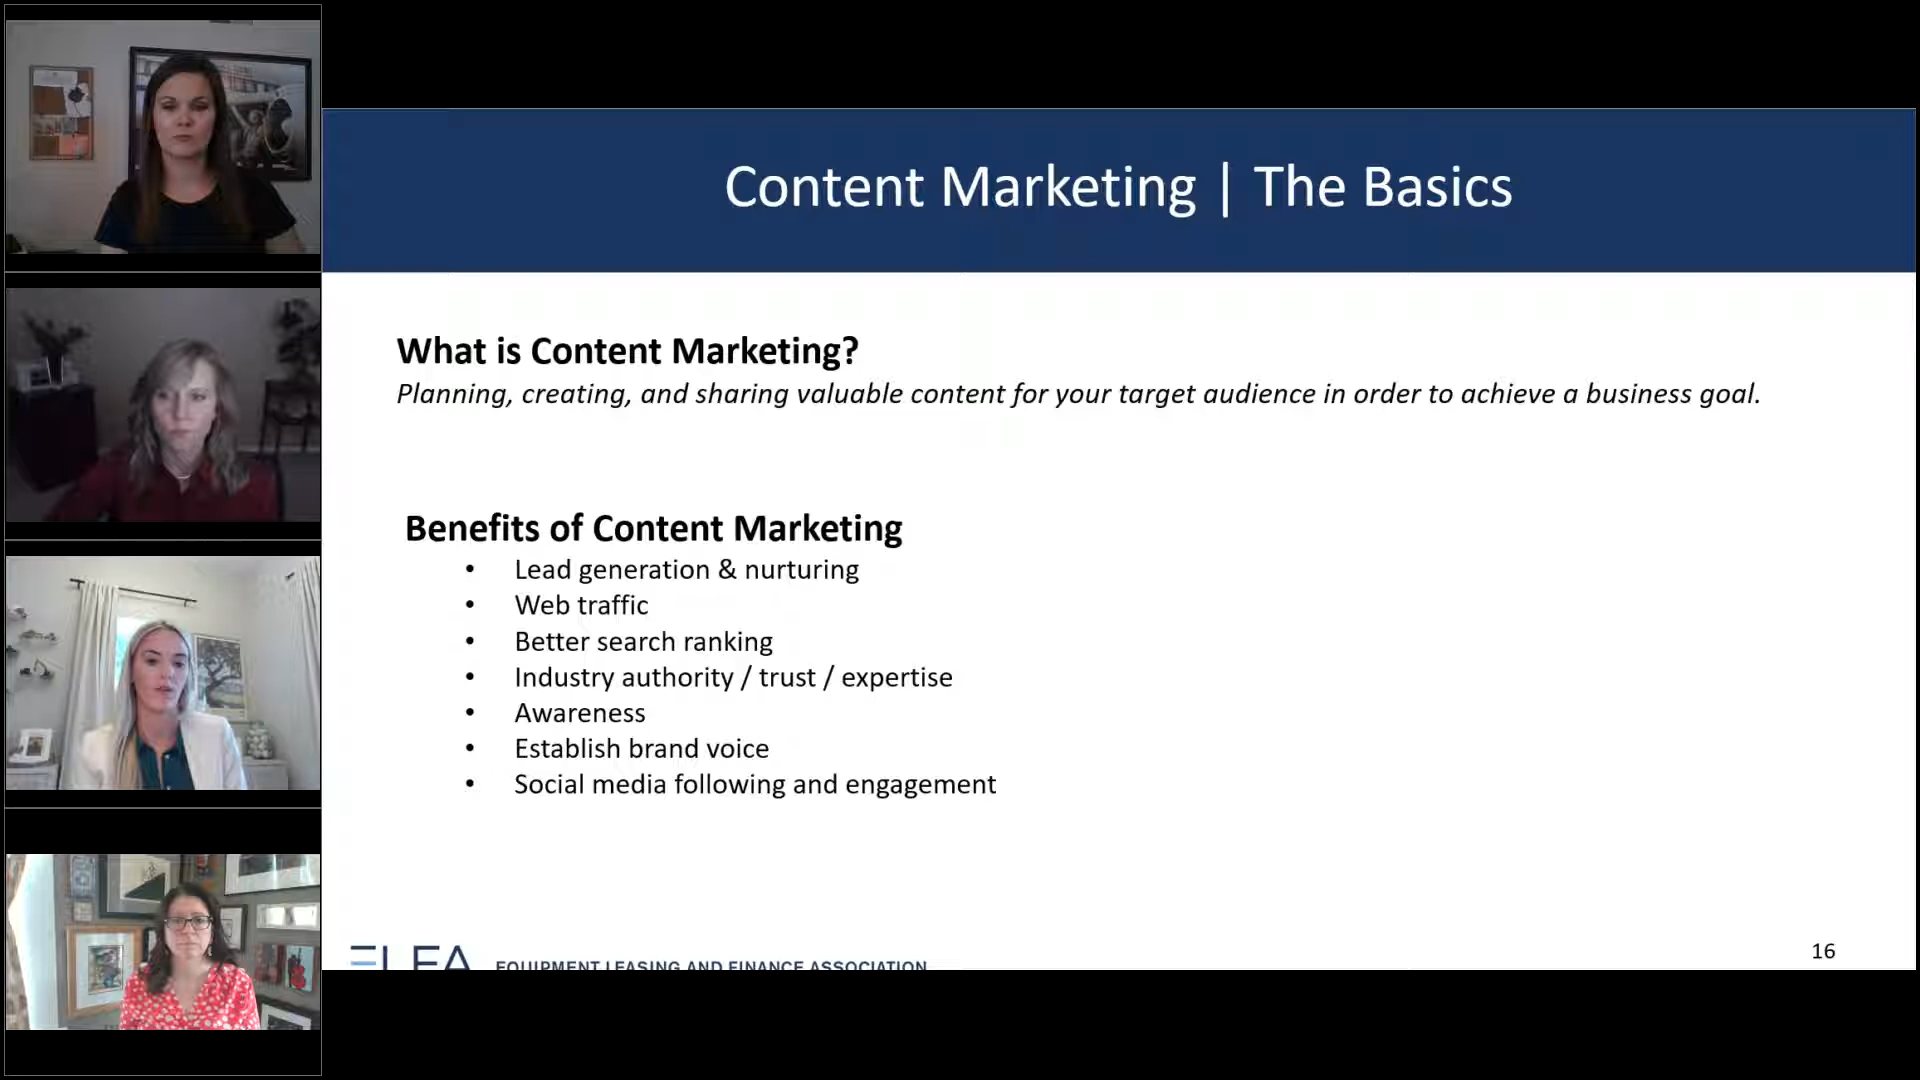 Content Marketing | The Basics
What is Content Marketing?
Planning, creating, and sharing valuable content for your target audience in order to achieve a business goal.
Benefits of Content Marketing
• Lead generation & nurturing
• Web traffic
• Better search ranking
• Industry authority / trust / expertise
• Awareness
• Establish brand voice
• Social media following and engagement
ELFA EQUIPMENT LEASING AND FINANCE ASSOCIATION
16